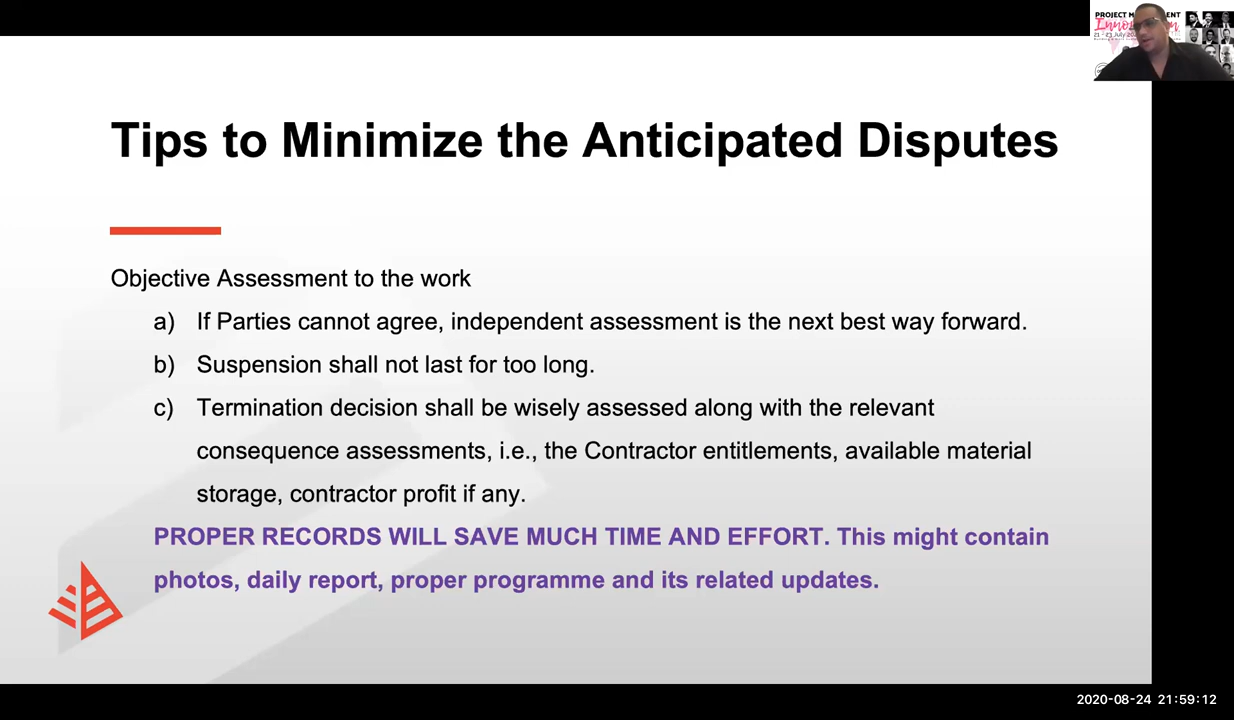 PROJECT M
21 - 23 July
Tips to Minimize the Anticipated Disputes
Objective Assessment to the work
a) If Parties cannot agree, independent assessment is the next best way forward.
b) Suspension shall not last for too long.
c) Termination decision shall be wisely assessed along with the relevant
consequence assessments, i.e., the Contractor entitlements, available material
storage, contractor profit if any.
PROPER RECORDS WILL SAVE MUCH TIME AND EFFORT. This might contain
photos, daily report, proper programme and its related updates.
2020-08-24 21:59:12